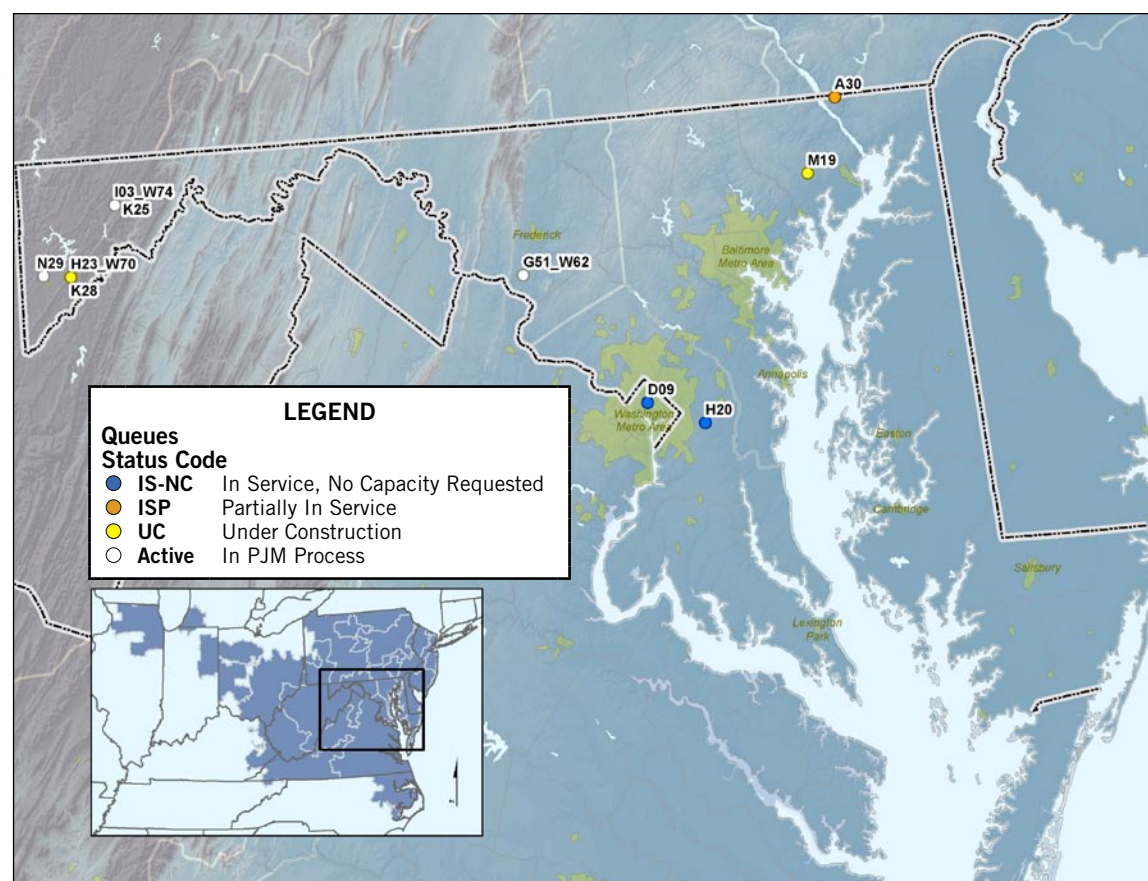 A30
M19
I03_W74
K25
Frederick
Baltimore
Metro Area
N29
H23_W70
G51_W62
K28
Annapolis
D09
Washington
Metro Area
H20
Easton
Cambridge
Salisbury
Lexington
Park
LEGEND
Queues
Status Code
IS-NC In Service, No Capacity Requested
ISP Partially In Service
UC Under Construction
Active In PJM Process